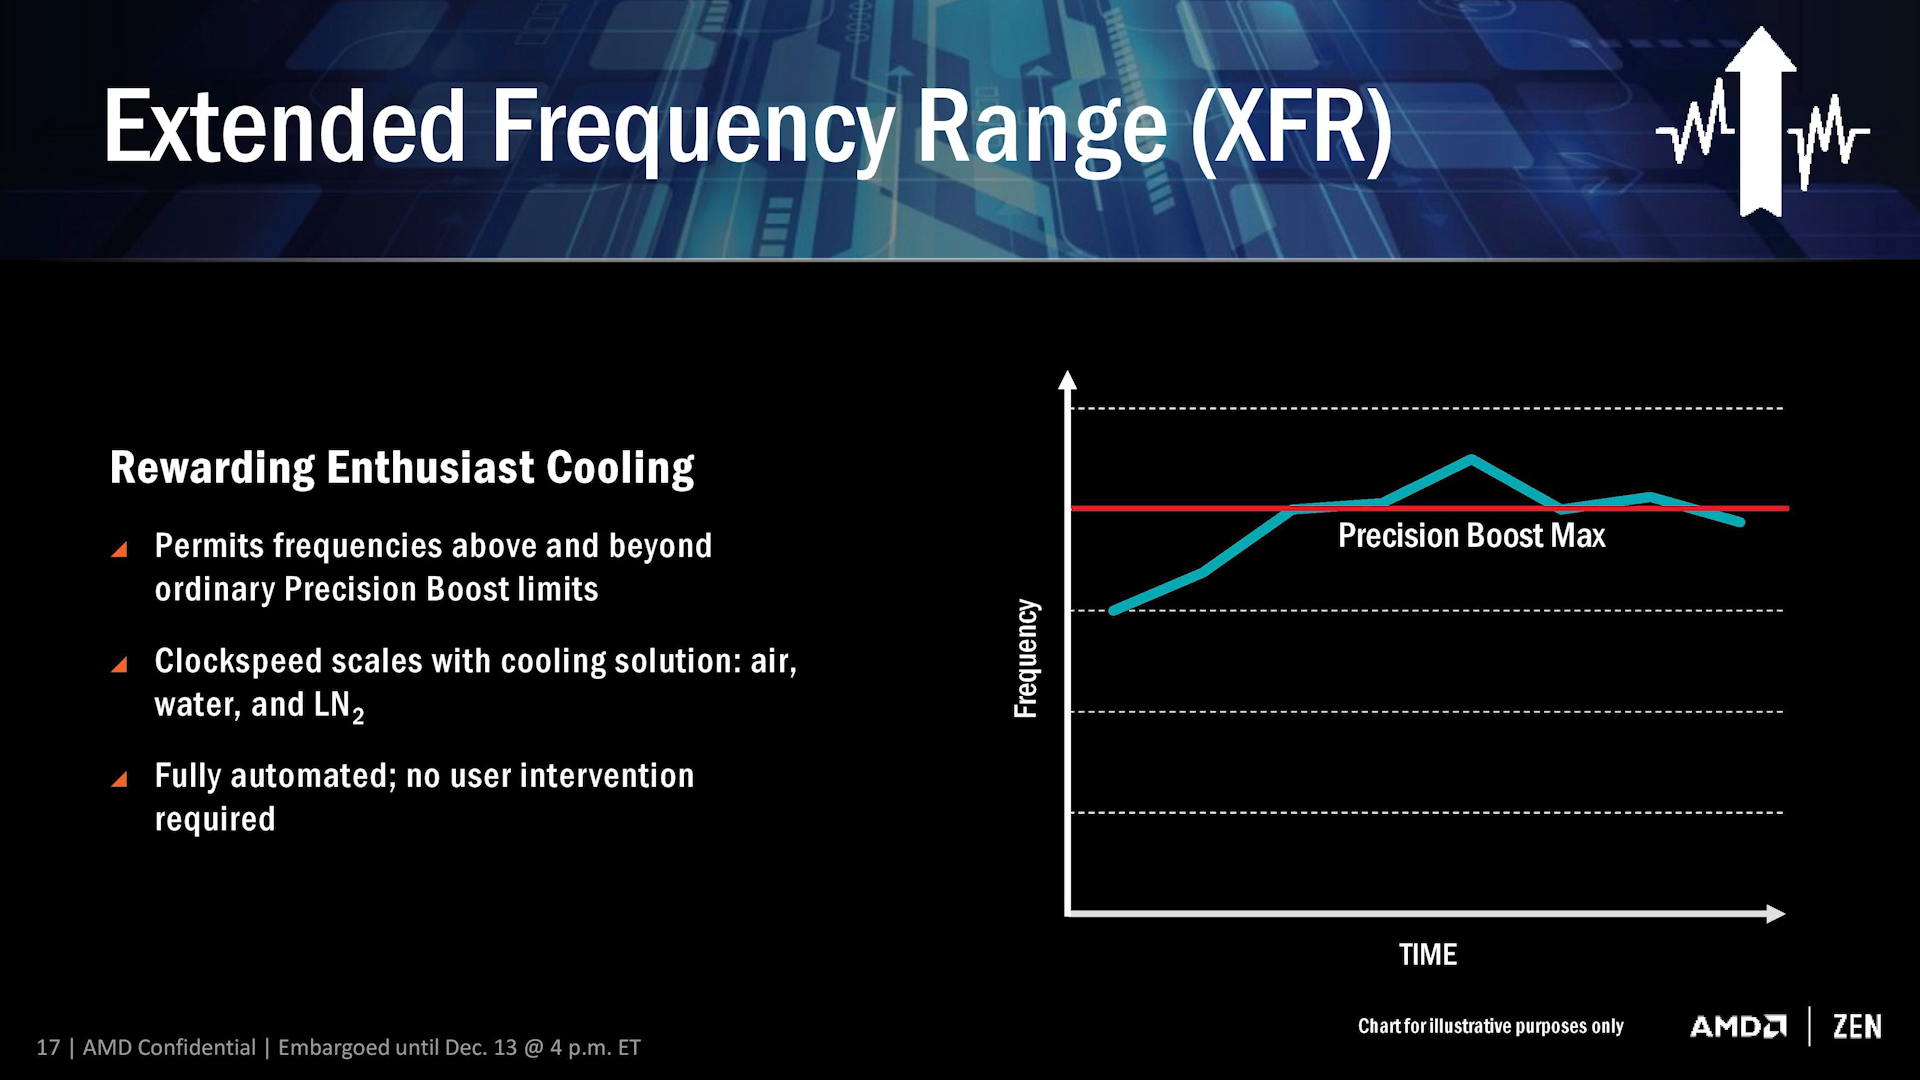 Extended Frequency Range (XFR)
Rewarding Enthusiast Cooling
Permits frequencies above and beyond
ordinary Precision Boost limits
Clockspeed scales with cooling solution: air,
water, and LN₂
Fully automated; no user intervention
required
Precision Boost Max
Frequency
TIME
Chart for illustrative purposes only
AMD | ZEN
17 | AMD Confidential | Embargoed until Dec. 13 @ 4 p.m. ET